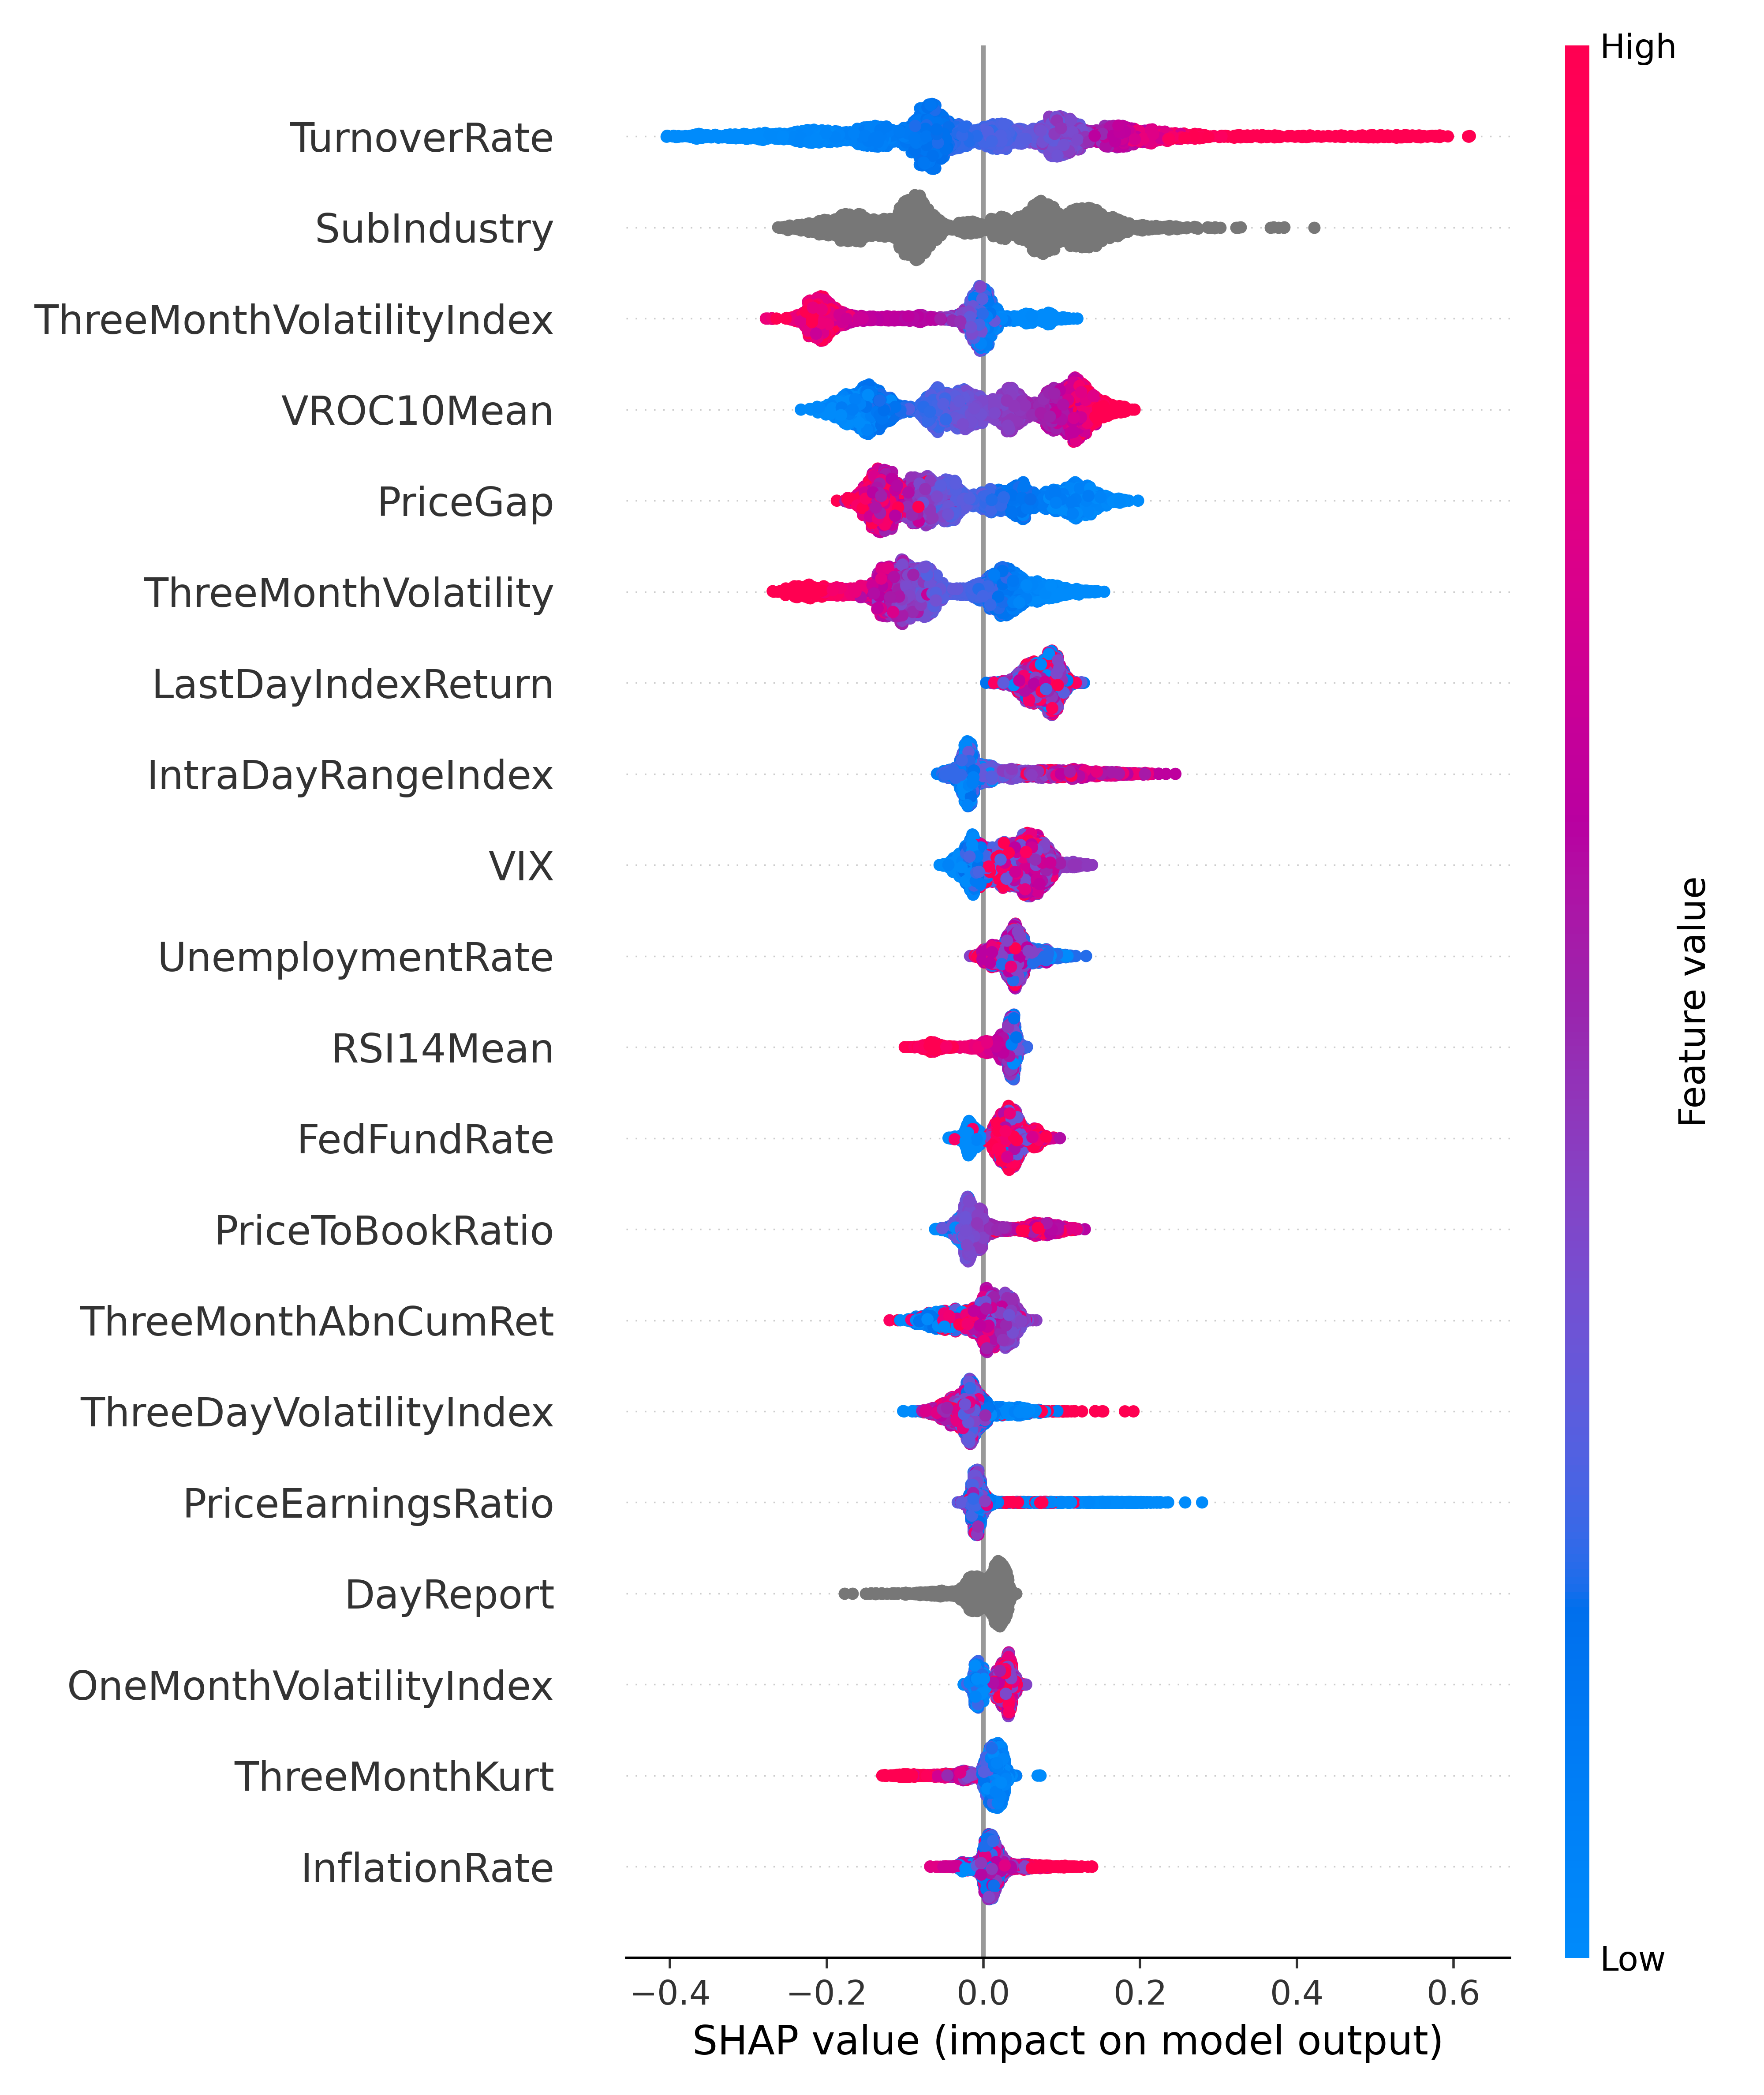 High
TurnoverRate
SubIndustry
ThreeMonthVolatilityIndex
VROC10Mean
PriceGap
ThreeMonthVolatility
LastDayIndexReturn
IntraDayRangeIndex
VIX
UnemploymentRate
RSI14Mean
FedFundRate
PriceToBookRatio
ThreeMonthAbnCumRet
ThreeDayVolatilityIndex
PriceEarningsRatio
DayReport
OneMonthVolatilityIndex
ThreeMonthKurt
InflationRate
Feature value
Low
−0.4 −0.2 0.0 0.2 0.4 0.6
SHAP value (impact on model output)